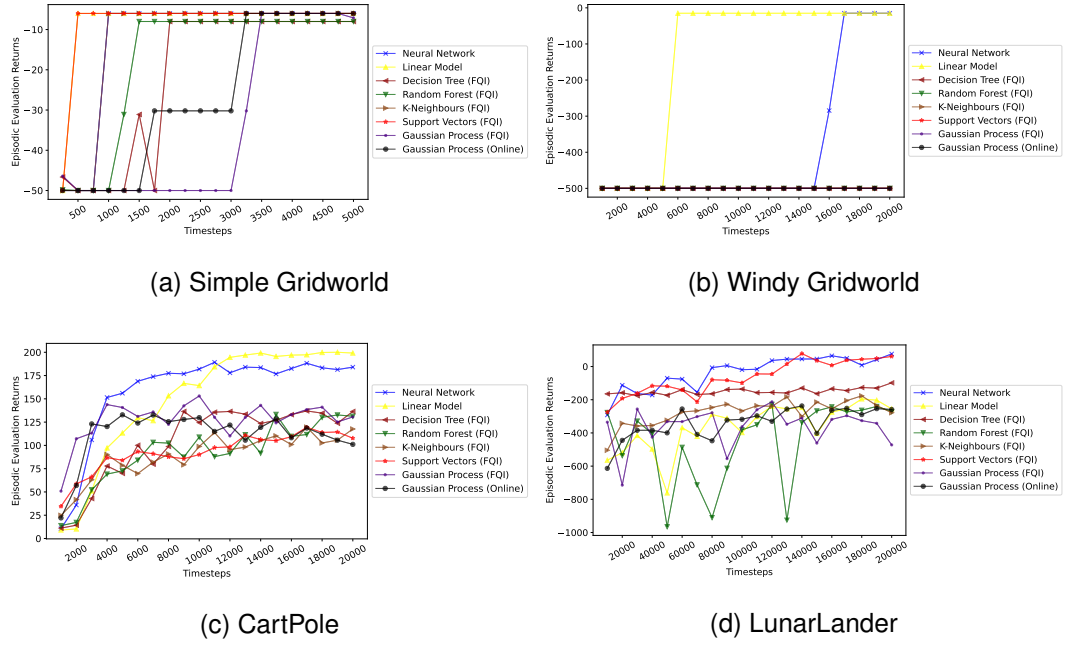 Episodic Evaluation Returns
−10
−20
−30
−40
−50
500
1000
1500
2000
2500
3000
3500
4000
4500
5000
Timesteps
Neural Network
Linear Model
Decision Tree (FQI)
Random Forest (FQI)
K-Neighbours (FQI)
Support Vectors (FQI)
Gaussian Process (FQI)
Gaussian Process (Online)
(a) Simple Gridworld
Episodic Evaluation Returns
0
−100
−200
−300
−400
−500
2000
4000
6000
8000
10000
12000
14000
16000
18000
20000
Timesteps
Neural Network
Linear Model
Decision Tree (FQI)
Random Forest (FQI)
K-Neighbours (FQI)
Support Vectors (FQI)
Gaussian Process (FQI)
Gaussian Process (Online)
(b) Windy Gridworld
Episodic Evaluation Returns
200
175
150
125
100
75
50
25
0
2000
4000
6000
8000
10000
12000
14000
16000
18000
20000
Timesteps
Neural Network
Linear Model
Decision Tree (FQI)
Random Forest (FQI)
K-Neighbours (FQI)
Support Vectors (FQI)
Gaussian Process (FQI)
Gaussian Process (Online)
(c) CartPole
Episodic Evaluation Returns
0
−200
−400
−600
−800
−1000
20000
40000
60000
80000
100000
120000
140000
160000
180000
200000
Timesteps
Neural Network
Linear Model
Decision Tree (FQI)
Random Forest (FQI)
K-Neighbours (FQI)
Support Vectors (FQI)
Gaussian Process (FQI)
Gaussian Process (Online)
(d) LunarLander